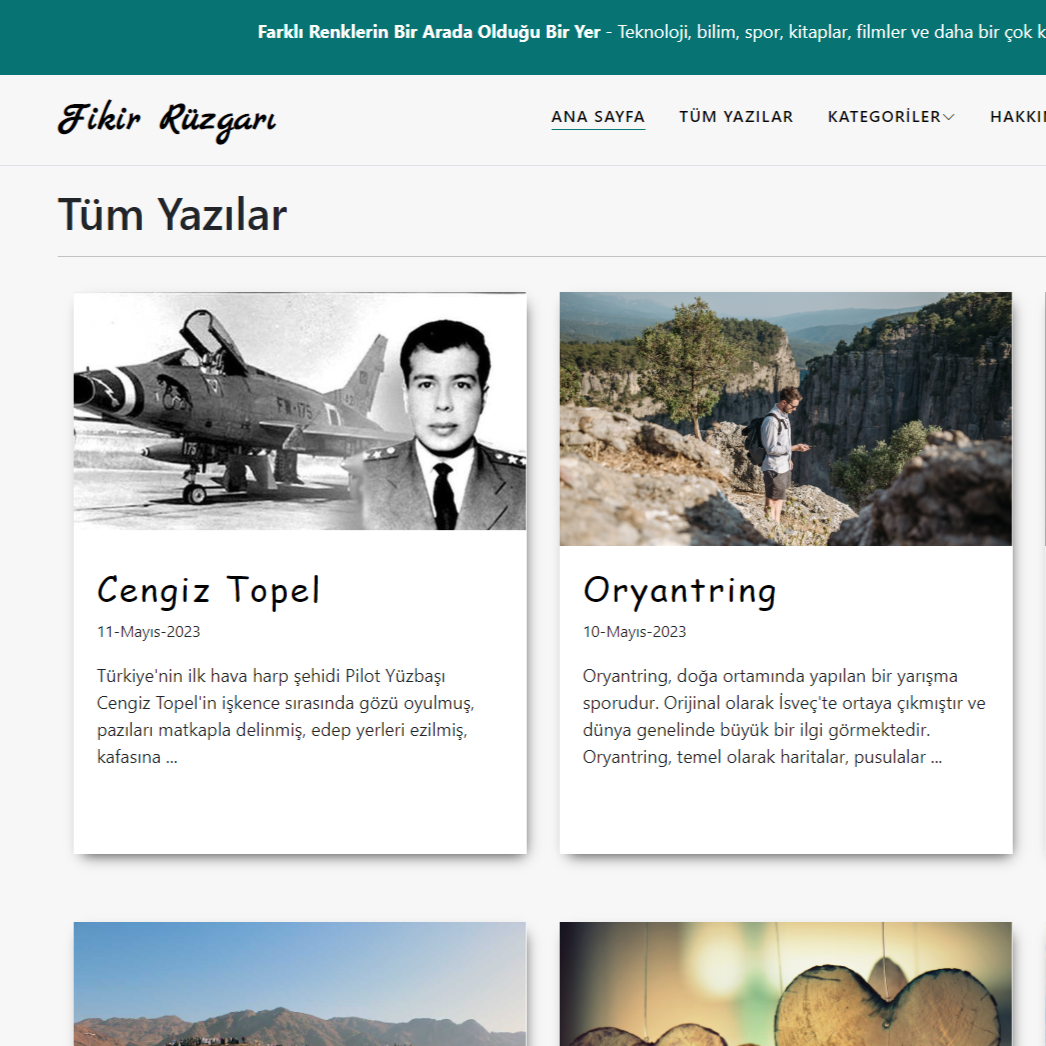 Farklı Renklerin Bir Arada Olduğu Bir Yer - Teknoloji, bilim, spor, kitaplar, filmler ve daha bir çok k
Fikir Rüzgarı
ANA SAYFA TÜM YAZILAR KATEGORİLER HAKKIN
Tüm Yazılar
FW-175
175
Cengiz Topel
11-Mayıs-2023
Türkiye'nin ilk hava harp şehidi Pilot Yüzbaşı
Cengiz Topel'in işkence sırasında gözü oyulmuş,
pazıları matkapla delinmiş, edep yerleri ezilmiş,
kafasına ...
Oryantring
10-Mayıs-2023
Oryantring, doğa ortamında yapılan bir yarışma
sporudur. Orijinal olarak İsveç'te ortaya çıkmıştır ve
dünya genelinde büyük bir ilgi görmektedir.
Oryantring, temel olarak haritalar, pusulalar ...